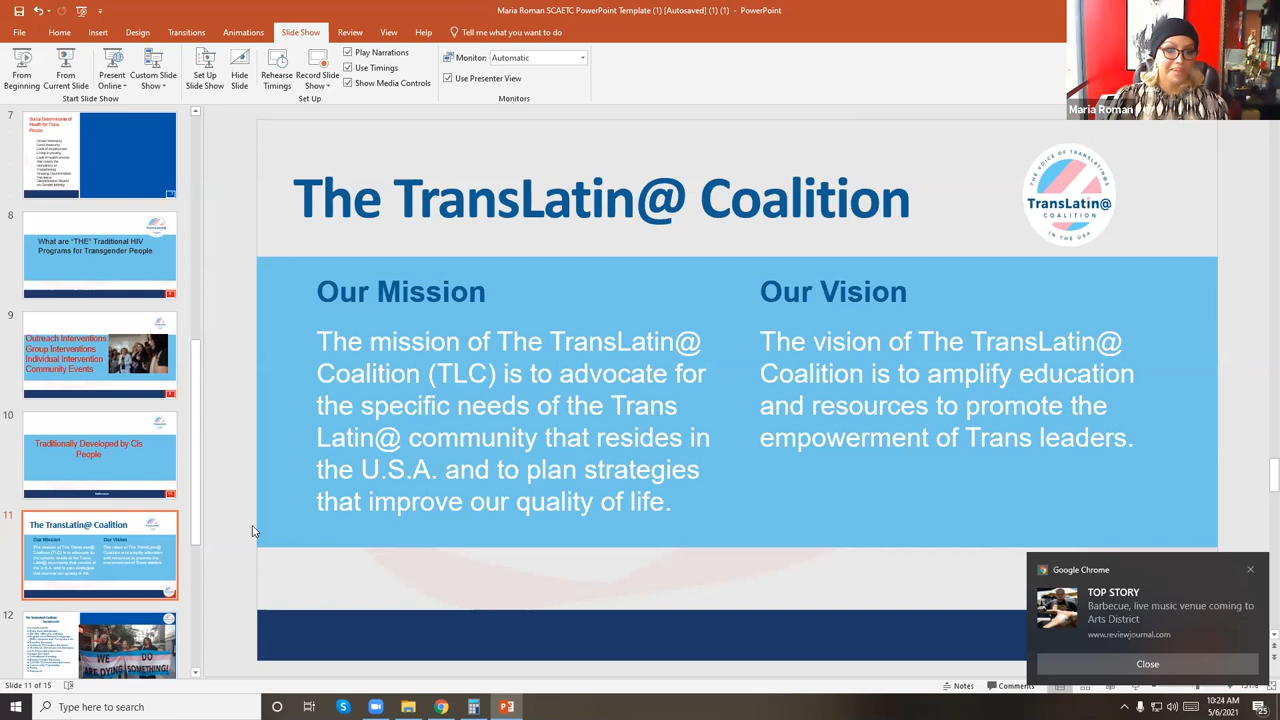 Maria Roman SCAETC PowerPoint Template (1) [Autosaved] (1) (1) - PowerPoint
File Home Insert Design Transitions Animations Slide Show Review View Help Tell me what you want to do
From Beginning
From Current Slide
Present Online
Custom Slide Show
Start Slide Show
Set Up Slide Show
Hide Slide
Rehearse Timings
Record Slide Show
Play Narrations
Use Timings
Show Media Controls
Set Up
Monitor: Automatic
Use Presenter View
Monitors
Maria Roman
7
Social Determinants of
Health for Trans
People
8
What are "THE" Traditional HIV
Programs for Transgender People
9
Outreach Interventions
Group Interventions
Individual Intervention
Community Events
10
Traditionally Developed by Cis
People
11
The TransLatin@ Coalition
Our Mission Our Vision
12
WE DO
ARE DYING SOMETHING!
The TransLatin@ Coalition
THE VOICE OF TRANSLATIN@S
TransLatin@
COALITION
IN THE USA
Our Mission
The mission of The TransLatin@
Coalition (TLC) is to advocate for
the specific needs of the Trans
Latin@ community that resides in
the U.S.A. and to plan strategies
that improve our quality of life.
Our Vision
The vision of The TransLatin@
Coalition is to amplify education
and resources to promote the
empowerment of Trans leaders.
Google Chrome
TOP STORY
Barbecue, live music venue coming to
Arts District
www.reviewjournal.com
Close
Slide 11 of 15
Notes Comments
Type here to search
10:24 AM
5/6/2021
25